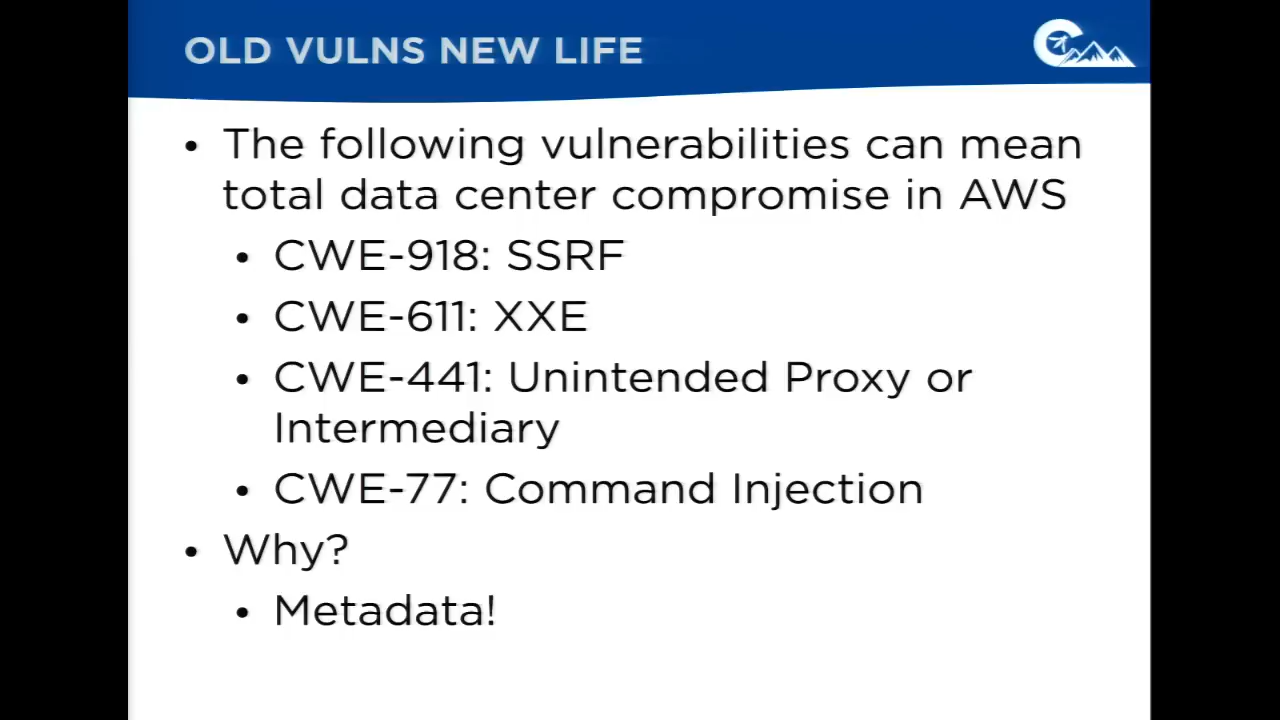 OLD VULNS NEW LIFE
• The following vulnerabilities can mean
total data center compromise in AWS
• CWE-918: SSRF
• CWE-611: XXE
• CWE-441: Unintended Proxy or
Intermediary
• CWE-77: Command Injection
• Why?
• Metadata!